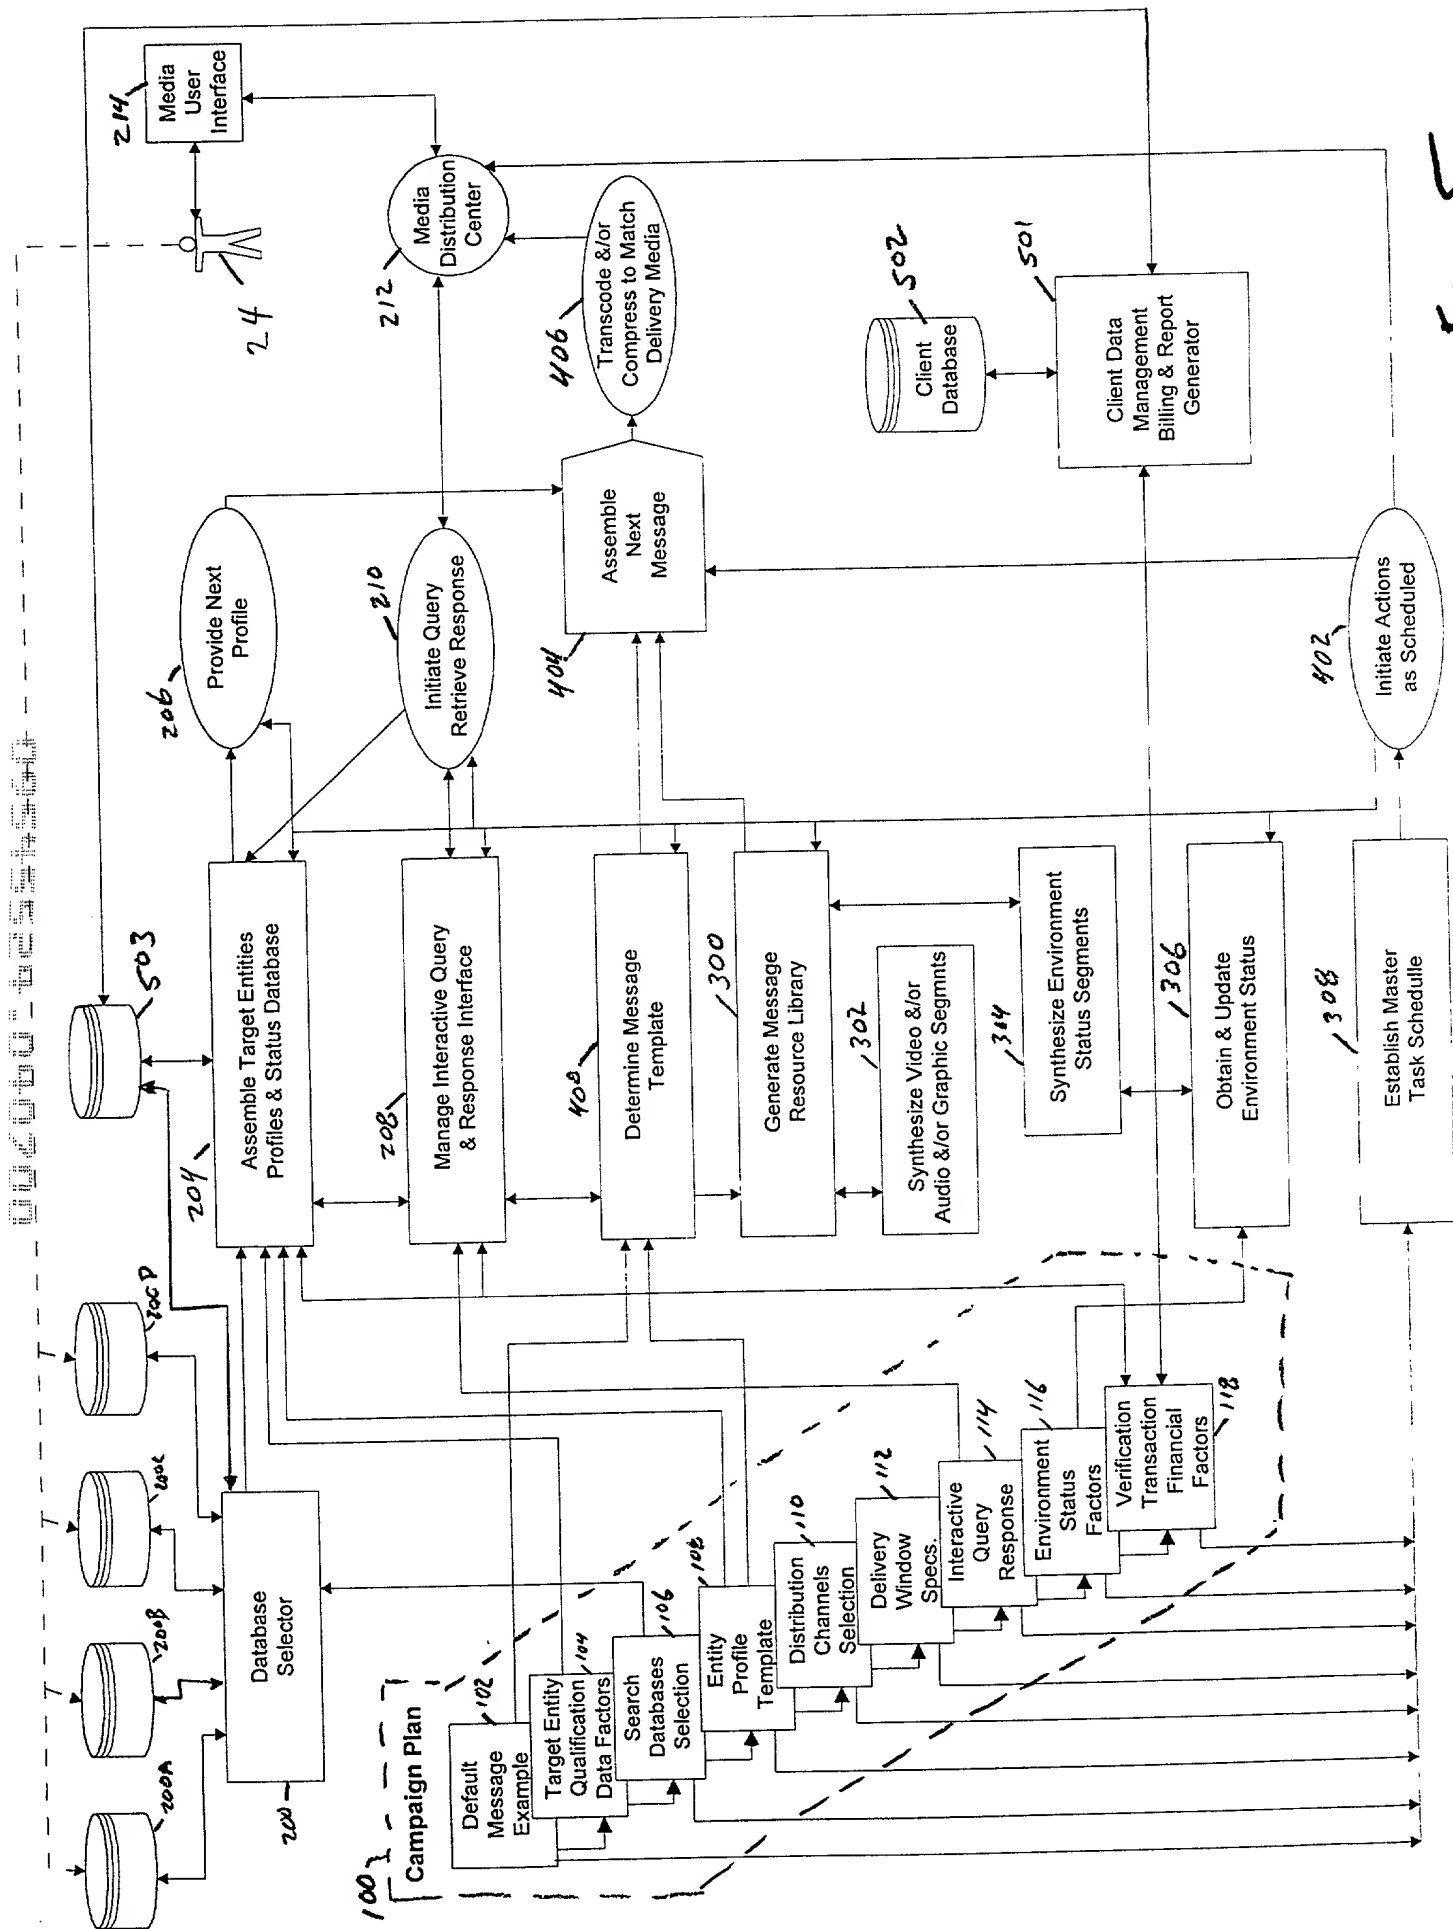 200A
200B
200C
200D
503
200
Database
Selector
204
Assemble Target Entities
Profiles & Status Database
206
Provide Next
Profile
24
214
Media
User
Interface
208
Manage Interactive Query
& Response Interface
210
Initiate Query
Retrieve Response
212
Media
Distribution
Center
400
Determine Message
Template
300
Generate Message
Resource Library
302
Synthesize Video &/or
Audio &/or Graphic Segmnts
304
Synthesize Environment
Status Segments
306
Obtain & Update
Environment Status
308
Establish Master
Task Schedulle
402
Initiate Actions
as Scheduled
404
Assemble
Next
Message
406
Transcode &/or
Compress to Match
Delivery Media
502
Client
Database
501
Client Data
Management
Billing & Report
Generator
100
Campaign Plan
102
Default
Message
Example
104
Target Entity
Qualification
Data Factors
106
Search
Databases
Selection
108
Entity
Profile
Template
110
Distribution
Channels
Selection
112
Delivery
Window
Specs.
114
Interactive
Query
Response
116
Environment
Status
Factors
118
Verification
Transaction
Financial
Factors